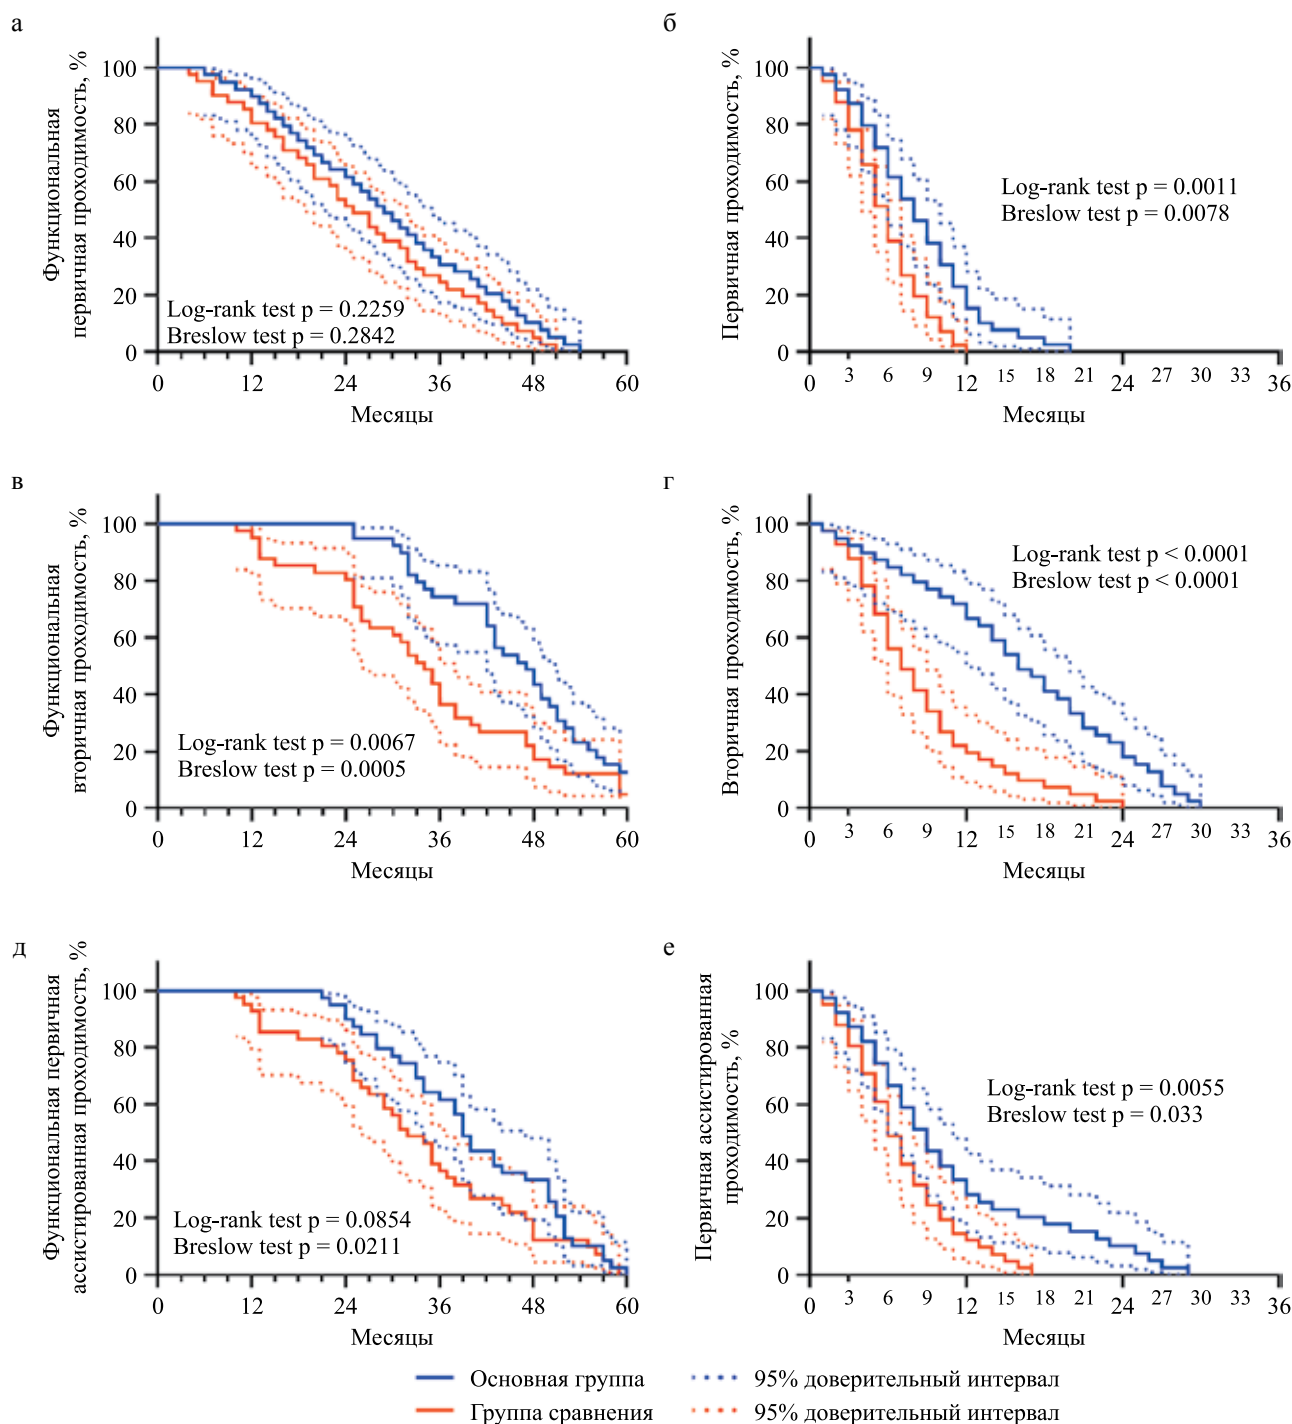 а
Функциональная
первичная проходимость, %
100
80
60
40
20
0
Log-rank test p = 0.2259
Breslow test p = 0.2842
0 12 24 36 48 60
Месяцы
б
Первичная проходимость, %
100
80
60
40
20
0
Log-rank test p = 0.0011
Breslow test p = 0.0078
0 3 6 9 12 15 18 21 24 27 30 33 36
Месяцы
в
Функциональная
вторичная проходимость, %
100
80
60
40
20
0
Log-rank test p = 0.0067
Breslow test p = 0.0005
0 12 24 36 48 60
Месяцы
г
Вторичная проходимость, %
100
80
60
40
20
0
Log-rank test p < 0.0001
Breslow test p < 0.0001
0 3 6 9 12 15 18 21 24 27 30 33 36
Месяцы
д
Функциональная первичная
ассистированная проходимость, %
100
80
60
40
20
0
Log-rank test p = 0.0854
Breslow test p = 0.0211
0 12 24 36 48 60
Месяцы
е
Первичная ассистированная
проходимость, %
100
80
60
40
20
0
Log-rank test p = 0.0055
Breslow test p = 0.033
0 3 6 9 12 15 18 21 24 27 30 33 36
Месяцы
Основная группа 95% доверительный интервал
Группа сравнения 95% доверительный интервал